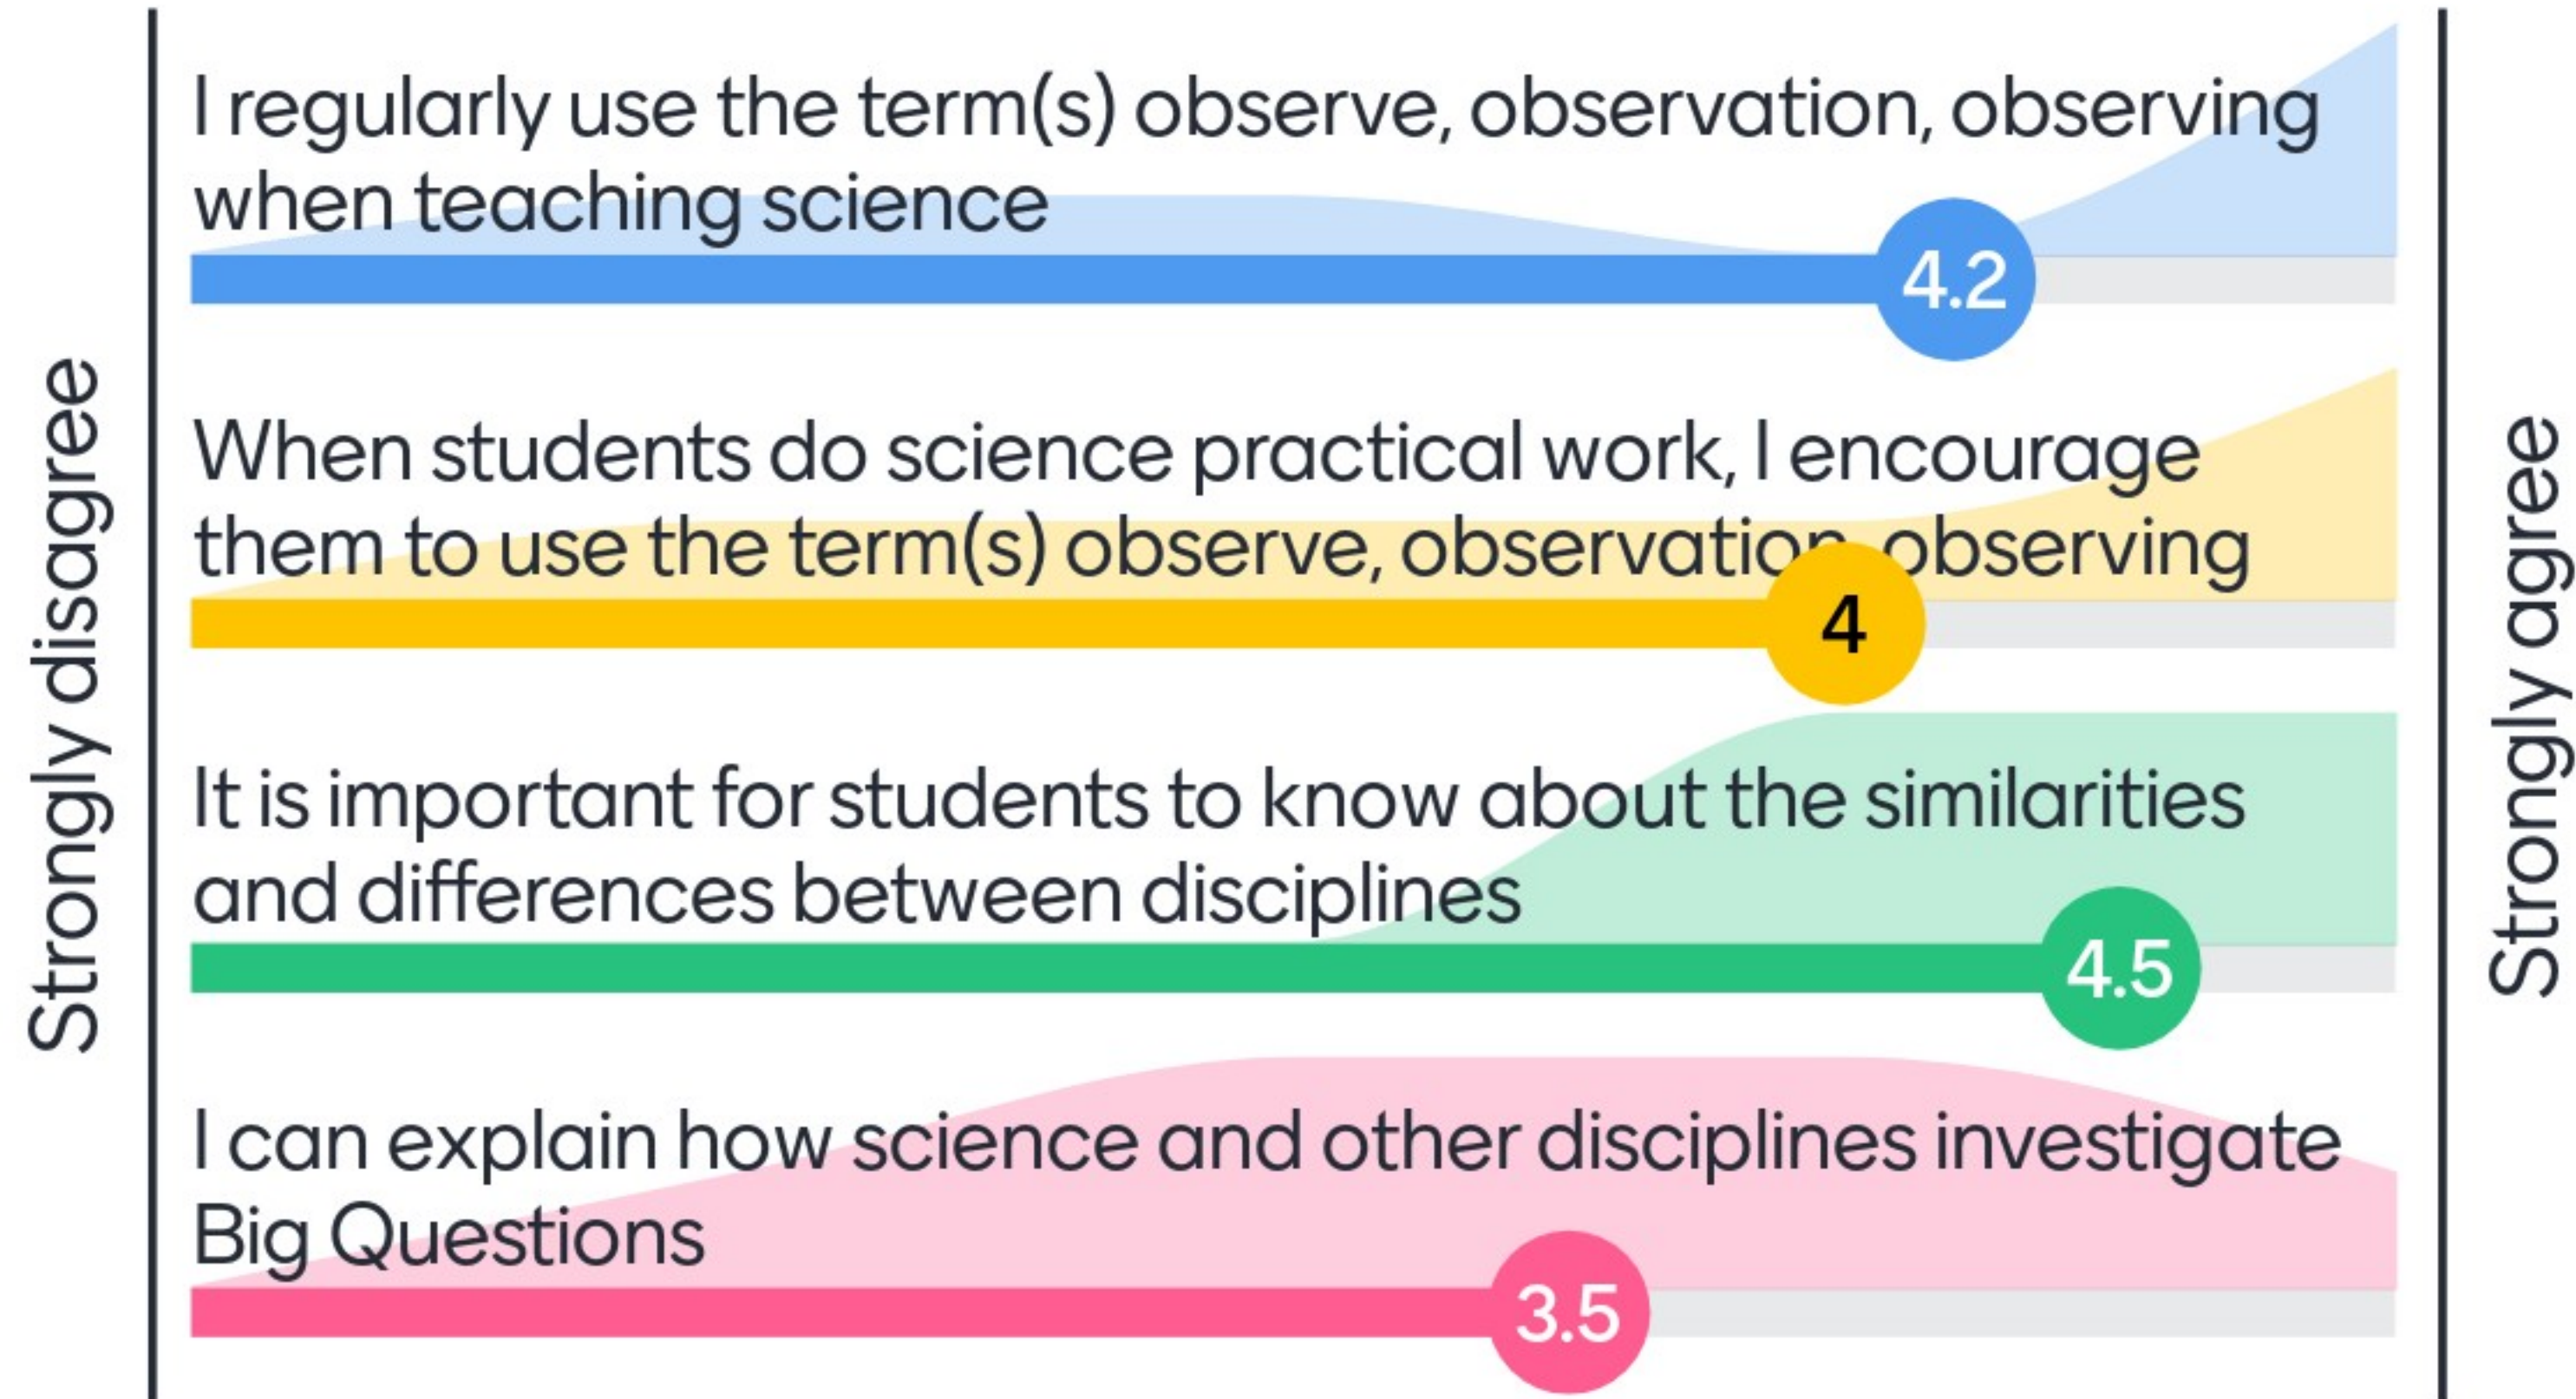 Strongly disagree
I regularly use the term(s) observe, observation, observing
when teaching science
4.2
When students do science practical work, I encourage
them to use the term(s) observe, observation, observing
4
It is important for students to know about the similarities
and differences between disciplines
4.5
I can explain how science and other disciplines investigate
Big Questions
3.5
Strongly agree